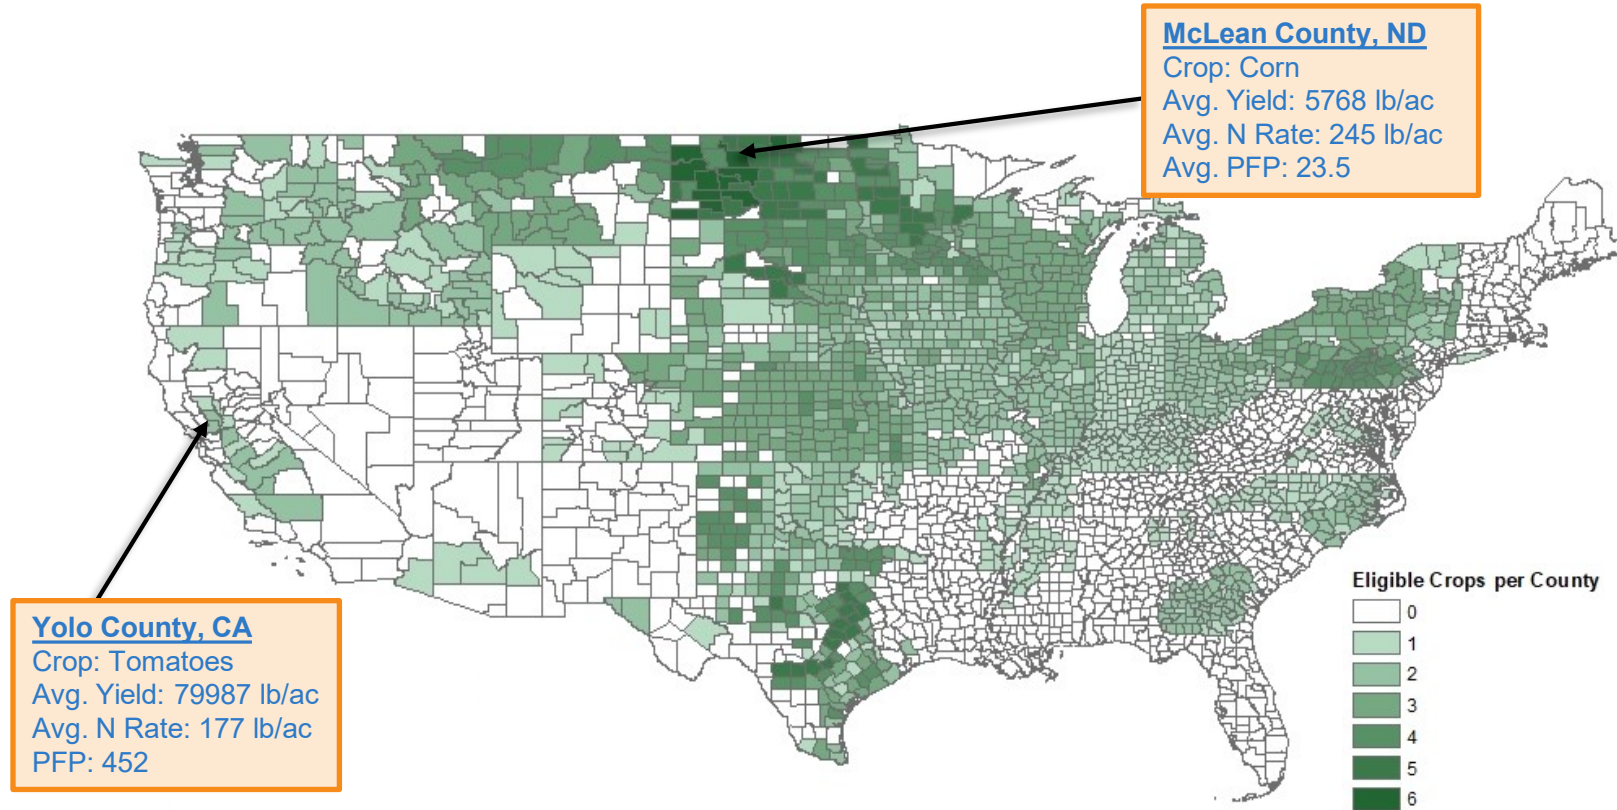 McLean County, ND
Crop: Corn
Avg. Yield: 5768 lb/ac
Avg. N Rate: 245 lb/ac
Avg. PFP: 23.5
Yolo County, CA
Crop: Tomatoes
Avg. Yield: 79987 lb/ac
Avg. N Rate: 177 lb/ac
PFP: 452
Eligible Crops per County
0
1
2
3
4
5
6